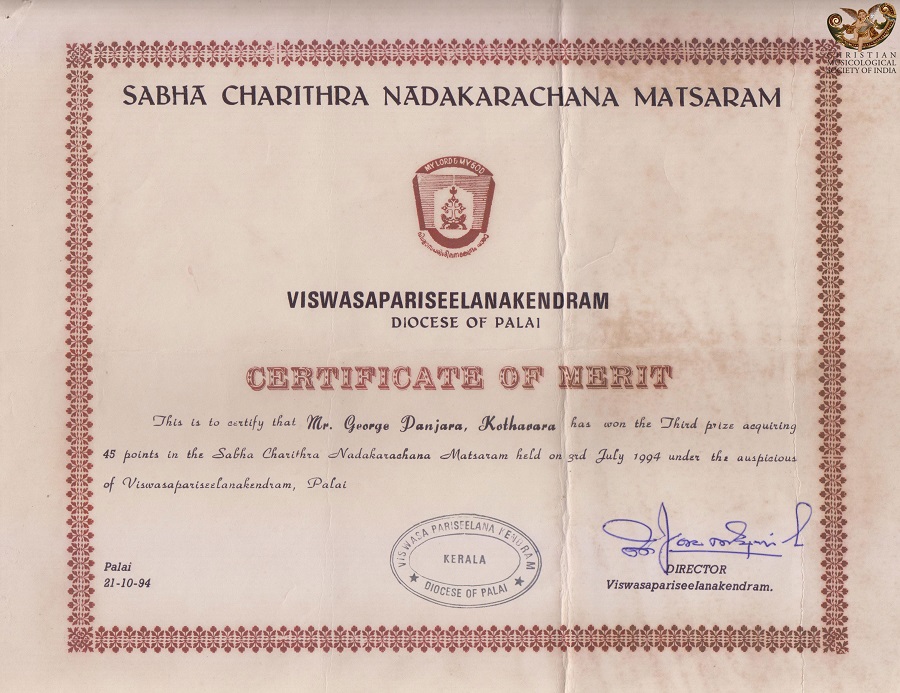 CHRISTIAN
MUSICOLOGICAL
SOCIETY OF INDIA
SABHA CHARITHRA NADAKARACHANA MATSARAM
MY LORD & MY GOD
VISWASAPARISEELANAKENDRAM
DIOCESE OF PALAI
CERTIFICATE OF MERIT
This is to certify that Mr. George Panjara, Kothavara has won the Third prize acquiring
45 points in the Sabha Charithra Nadakarachana Matsaram held on 3rd July 1994 under the auspicious
of Viswasapariseelanakendram, Palai
VISWASA PARISEELANA KENDRAM
KERALA
★ DIOCESE OF PALAI ★
Palai
21-10-94
DIRECTOR
Viswasapariseelanakendram.